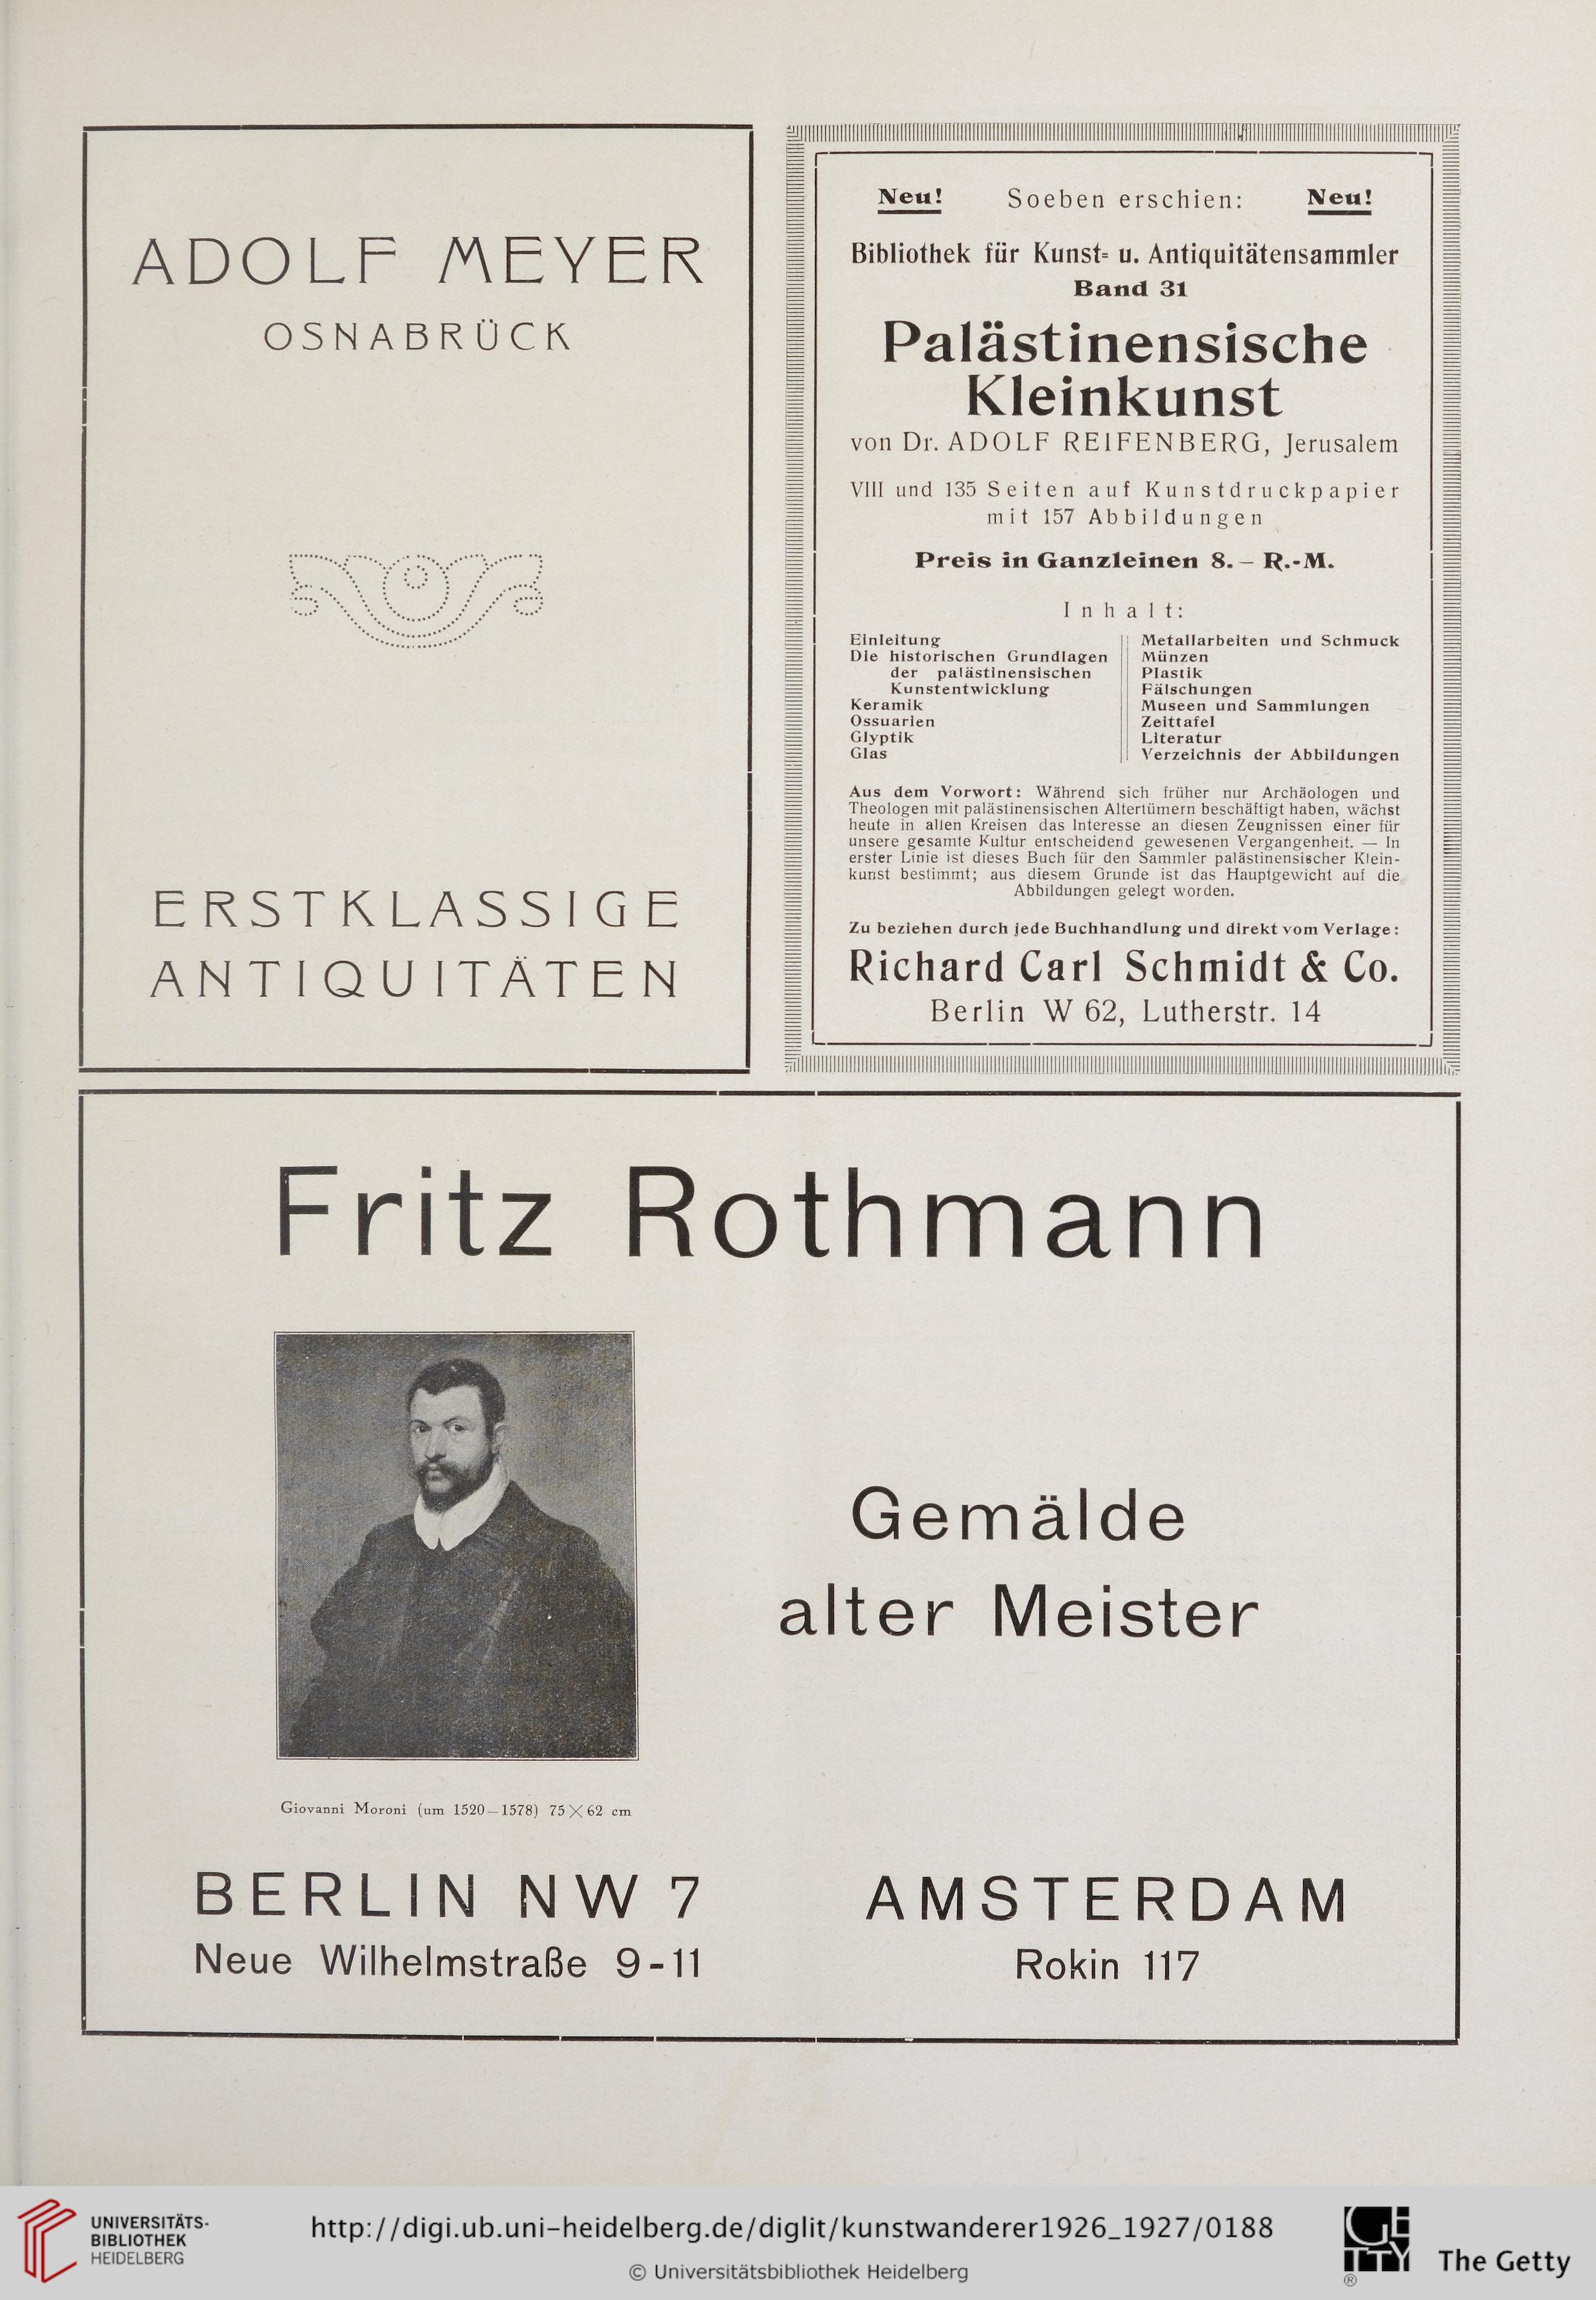 ADOLF MEYER
OSNABRÜCK
ERSTKLASSIGE
ANTIQUITÄTEN
Neu! Soeben erschien: Neu!
Bibliothek für Kunst- u. Antiquitätensammler
Band 31
Palästinensische
Kleinkunst
von Dr. ADOLF REIFENBERG, Jerusalem
VIII und 135 Seiten auf Kunstdruckpapier
mit 157 Abbildungen
Preis in Ganzleinen 8.– R.-M.
Inhalt:
Einleitung
Die historischen Grundlagen
der palästinensischen
Kunstentwicklung
Keramik
Ossuarien
Glyptik
Glas
Metallarbeiten und Schmuck
Münzen
Plastik
Fälschungen
Museen und Sammlungen
Zeittafel
Literatur
Verzeichnis der Abbildungen
Aus dem Vorwort: Während sich früher nur Archäologen und
Theologen mit palästinensischen Altertümern beschäftigt haben, wächst
heute in allen Kreisen das Interesse an diesen Zeugnissen einer für
unsere gesamte Kultur entscheidend gewesenen Vergangenheit. — In
erster Linie ist dieses Buch für den Sammler palästinensischer Klein-
kunst bestimmt; aus diesem Grunde ist das Hauptgewicht auf die
Abbildungen gelegt worden.
Zu beziehen durch jede Buchhandlung und direkt vom Verlage:
Richard Carl Schmidt & Co.
Berlin W 62, Lutherstr. 14
Fritz Rothmann
Gemälde
alter Meister
Giovanni Moroni (um 1520–1578) 75×62 cm
BERLIN NW 7
Neue Wilhelmstraße 9-11
AMSTERDAM
Rokin 117
UNIVERSITÄTS-
BIBLIOTHEK
HEIDELBERG
http://digi.ub.uni-heidelberg.de/diglit/kunstwanderer1926_1927/0188
© Universitätsbibliothek Heidelberg
GETTY
®
The Getty